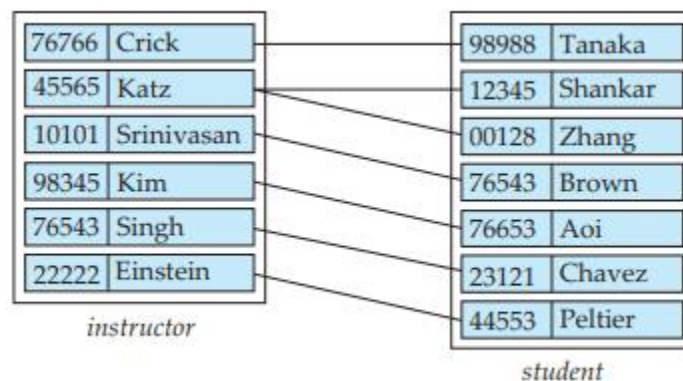 76766 Crick
45565 Katz
10101 Srinivasan
98345 Kim
76543 Singh
22222 Einstein
instructor
98988 Tanaka
12345 Shankar
00128 Zhang
76543 Brown
76653 Aoi
23121 Chavez
44553 Peltier
student